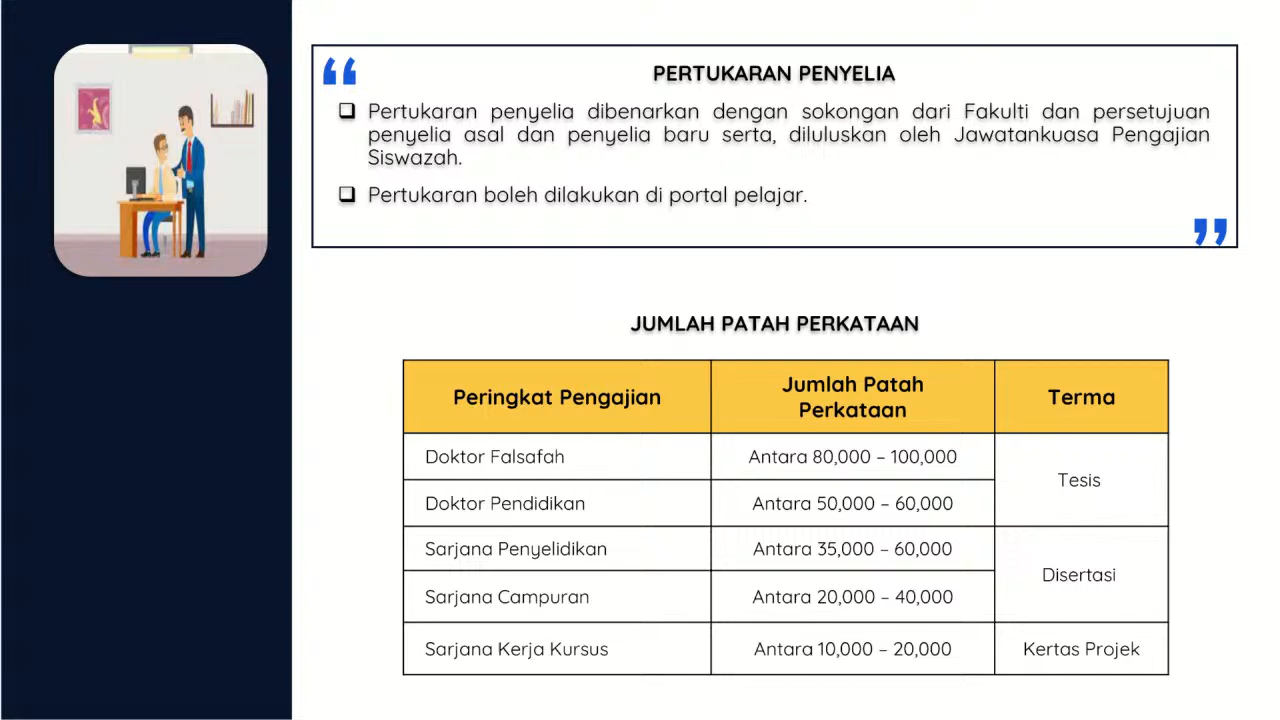 PERTUKARAN PENYELIA
❑ Pertukaran penyelia dibenarkan dengan sokongan dari Fakulti dan persetujuan
penyelia asal dan penyelia baru serta, diluluskan oleh Jawatankuasa Pengajian
Siswazah.
❑ Pertukaran boleh dilakukan di portal pelajar.
JUMLAH PATAH PERKATAAN
Peringkat Pengajian
Jumlah Patah
Perkataan
Terma
Doktor Falsafah
Antara 80,000 – 100,000
Tesis
Doktor Pendidikan
Antara 50,000 – 60,000
Sarjana Penyelidikan
Antara 35,000 – 60,000
Disertasi
Sarjana Campuran
Antara 20,000 – 40,000
Sarjana Kerja Kursus
Antara 10,000 – 20,000
Kertas Projek